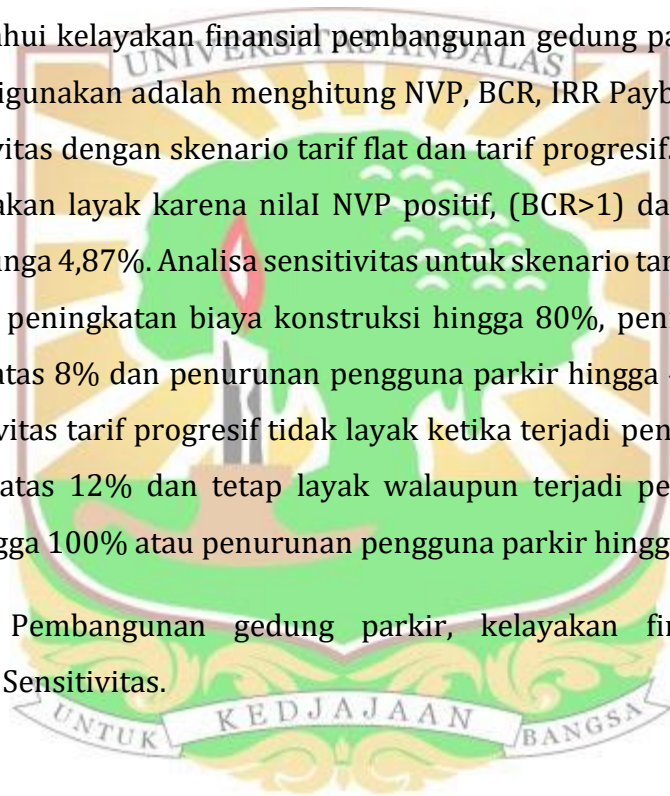 UNIVERSITAS ANDALAS
ahui kelayakan finansial pembangunan gedung pa
igunakan adalah menghitung NVP, BCR, IRR Payb
vitas dengan skenario tarif flat dan tarif progresif.
akan layak karena nilaI NVP positif, (BCR>1) da
nga 4,87%. Analisa sensitivitas untuk skenario tar
peningkatan biaya konstruksi hingga 80%, pen
atas 8% dan penurunan pengguna parkir hingga
vitas tarif progresif tidak layak ketika terjadi pen
atas 12% dan tetap layak walaupun terjadi pe
gga 100% atau penurunan pengguna parkir hingg
Pembangunan gedung parkir, kelayakan fin
Sensitivitas.
UNTUK KEDJAJAAN BANGSA